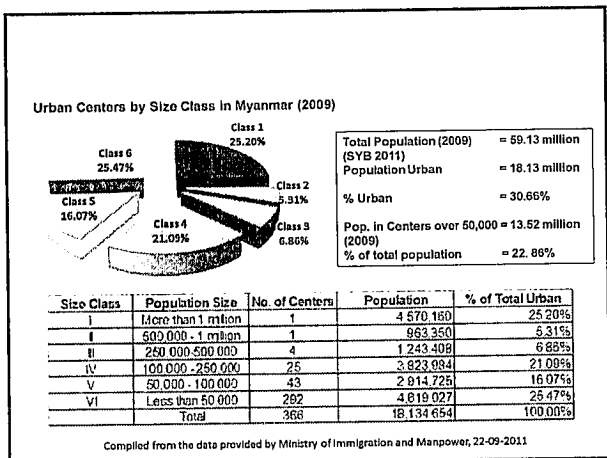 Urban Centers by Size Class in Myanmar (2009)
Class 1
25.20%
Class 2
5.31%
Class 3
6.86%
Class 4
21.09%
Class 5
16.07%
Class 6
25.47%
Total Population (2009) = 59.13 million
(SYB 2011)
Population Urban = 18.13 million
% Urban = 30.66%
Pop. in Centers over 50,000 = 13.52 million
(2009)
% of total population = 22.86%
Size Class Population Size No. of Centers Population % of Total Urban
I More than 1 million 1 4 570,160 25.20%
II 500,000 - 1 million 1 963,350 5.31%
III 250 000-500 000 4 1,243,408 6 86%
IV 100,000 -250,000 25 3,823,984 21.09%
V 50,000 - 100 000 43 2 914,725 16.07%
VI Less than 50 000 292 4,619 027 25 47%
Total 366 18,134 654 100,00%
Compiled from the data provided by Ministry of Immigration and Manpower, 22-09-2011